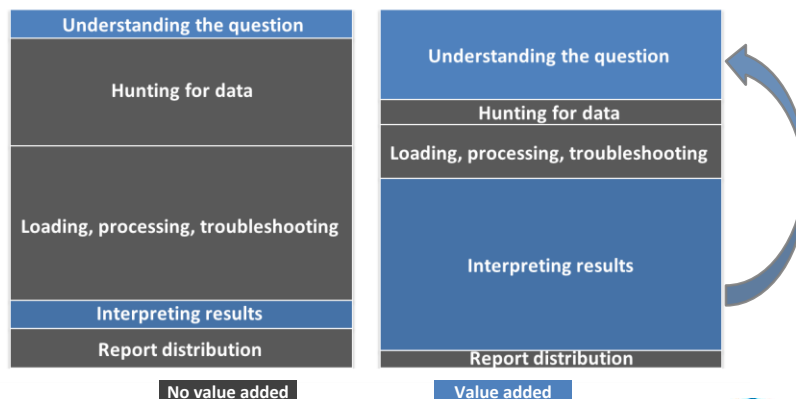 Understanding the question
Hunting for data
Loading, processing, troubleshooting
Interpreting results
Report distribution
Understanding the question
Hunting for data
Loading, processing, troubleshooting
Interpreting results
Report distribution
No value added
Value added